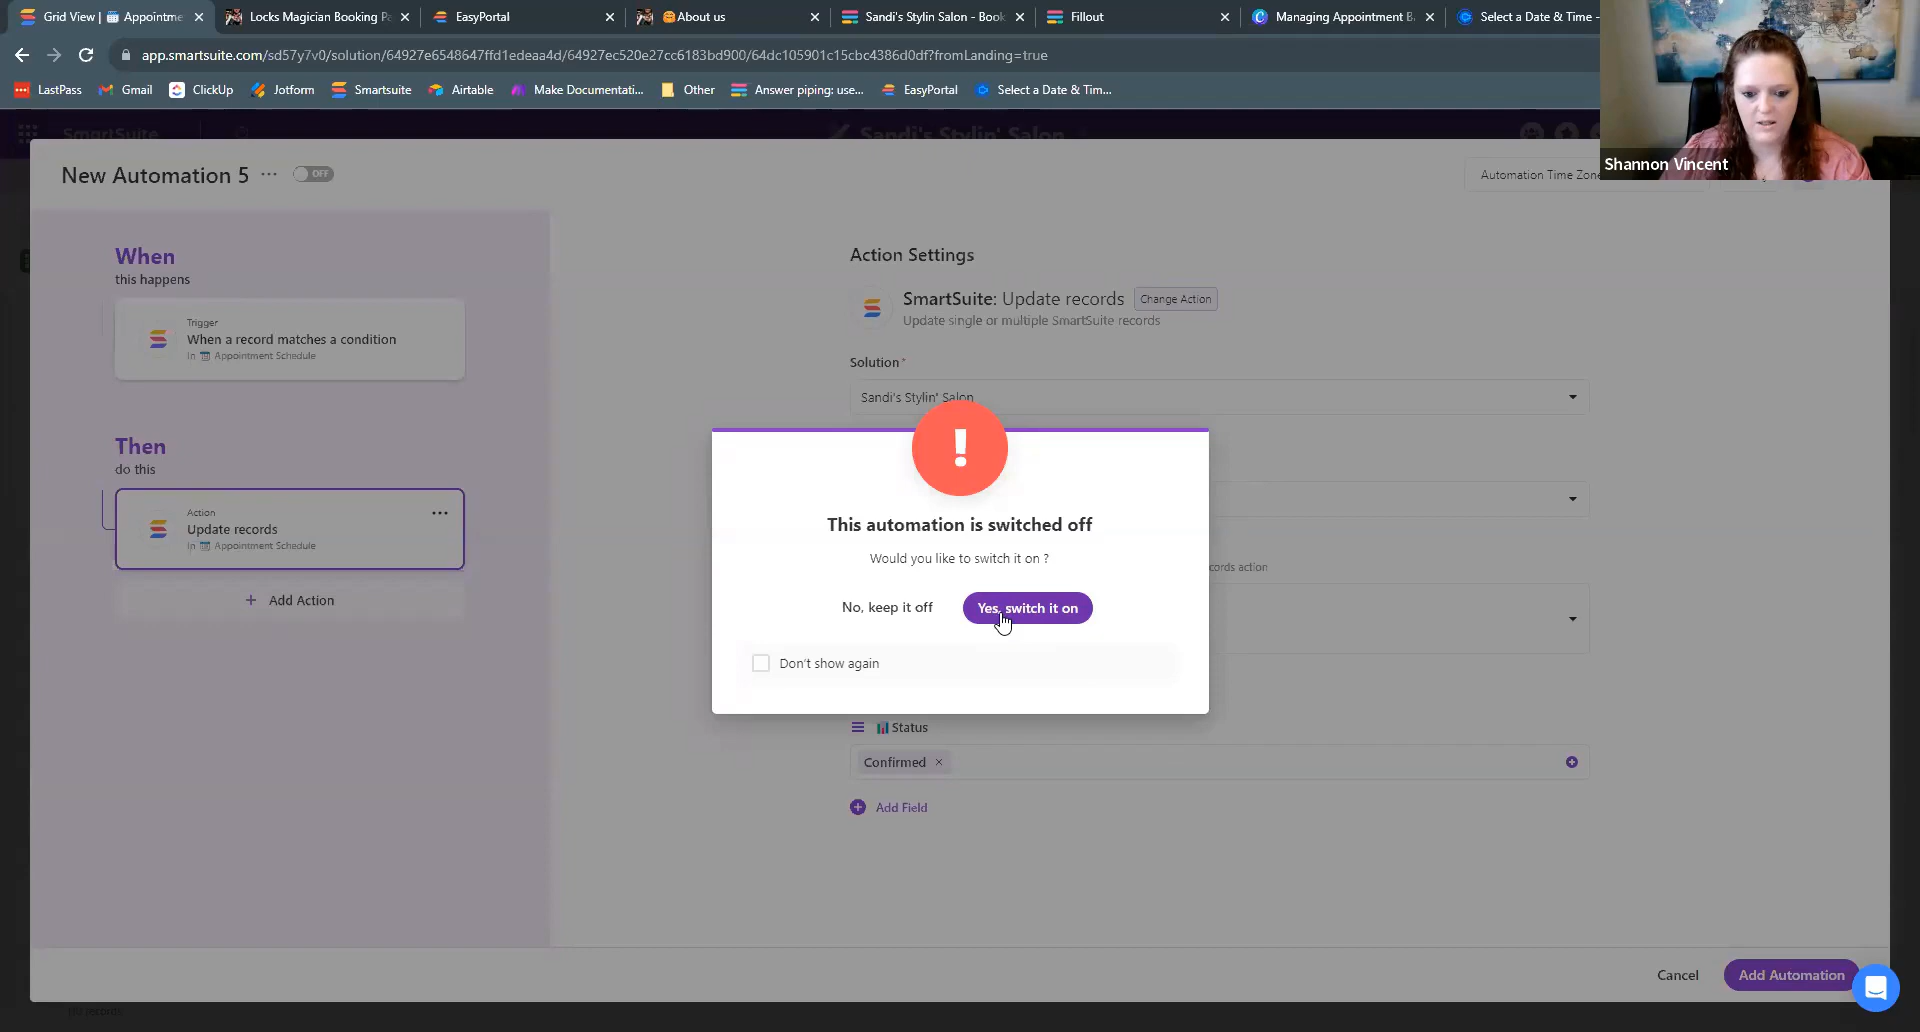 Grid View | Appointme
Locks Magician Booking Pa
EasyPortal
About us
Sandi's Stylin Salon - Book
Fillout
Managing Appointment B
Select a Date & Time -
app.smartsuite.com/sd57y7v0/solution/64927e6548647ffd1edeaa4d/64927ec520e27cc6183bd900/64dc105901c15cbc4386d0df?fromLanding=true
LastPass
Gmail
ClickUp
Jotform
Smartsuite
Airtable
Make Documentati...
Other
Answer piping: use...
EasyPortal
Select a Date & Tim...
SmartSuite
Sandi's Stylin' Salon
Shannon Vincent
New Automation 5
OFF
Automation Time Zone
When
this happens
Trigger
When a record matches a condition
In Appointment Schedule
Then
do this
Action
Update records
In Appointment Schedule
+ Add Action
Action Settings
SmartSuite: Update records
Change Action
Update single or multiple SmartSuite records
Solution*
Sandi's Stylin' Salon
!
This automation is switched off
Would you like to switch it on ?
No, keep it off
Yes, switch it on
Don't show again
cords action
Status
Confirmed ×
Add Field
Cancel
Add Automation
records